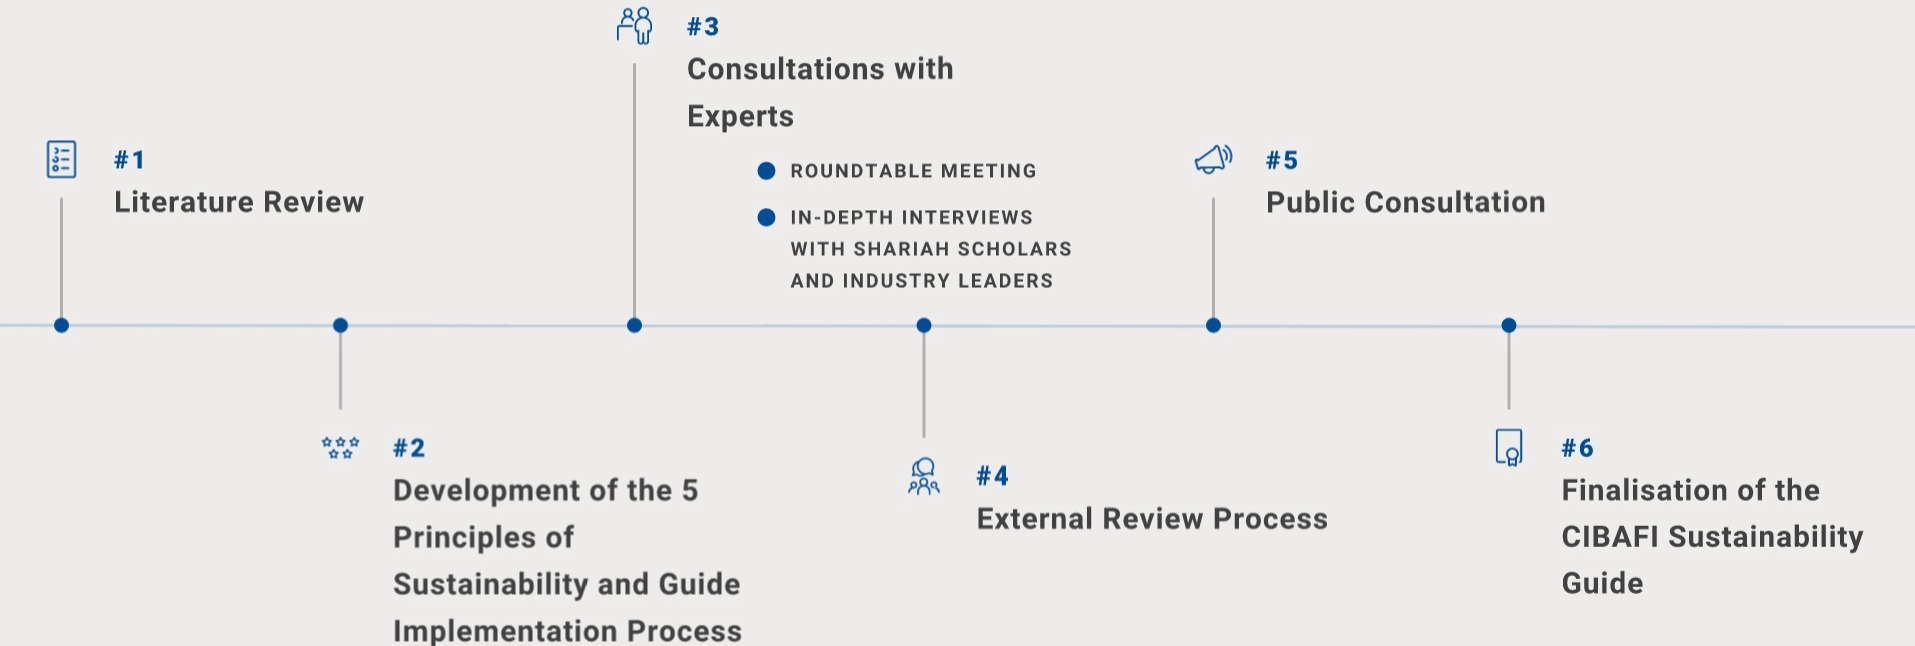 #1
Literature Review
#2
Development of the 5
Principles of
Sustainability and Guide
Implementation Process
#3
Consultations with
Experts
ROUNDTABLE MEETING
IN-DEPTH INTERVIEWS
WITH SHARIAH SCHOLARS
AND INDUSTRY LEADERS
#4
External Review Process
#5
Public Consultation
#6
Finalisation of the
CIBAFI Sustainability
Guide